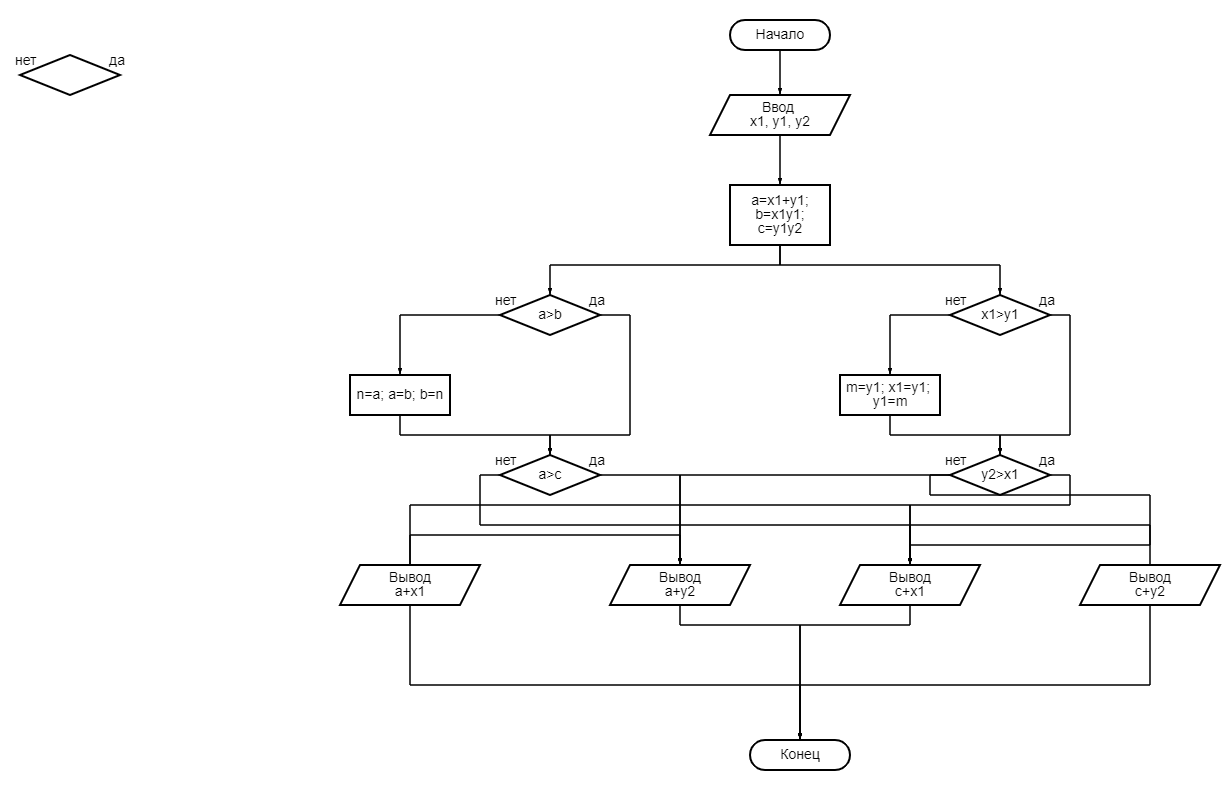 Начало
нет да
Ввод
x1, y1, y2
a=x1+y1;
b=x1y1;
c=y1y2
нет да
a>b
нет да
x1>y1
n=a; a=b; b=n
m=y1; x1=y1;
y1=m
нет да
a>c
нет да
y2>x1
Вывод
a+x1
Вывод
a+y2
Вывод
c+x1
Вывод
c+y2
Конец